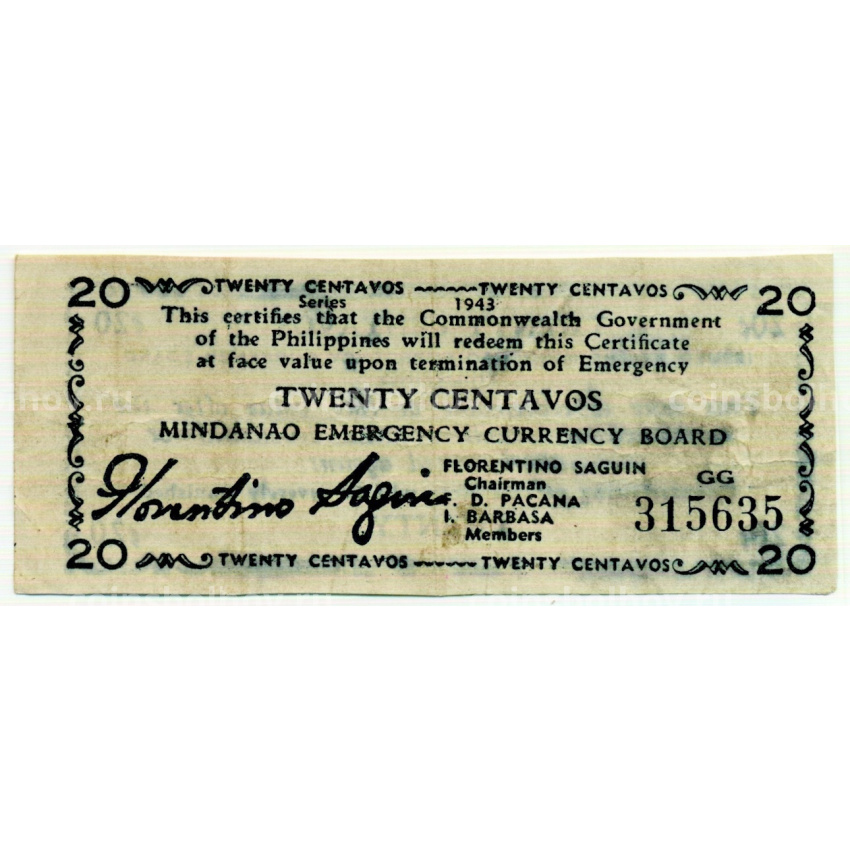 20 TWENTY CENTAVOS TWENTY CENTAVOS 20
Series 1943
This certifies that the Commonwealth Government
of the Philippines will redeem this Certificate
at face value upon termination of Emergency
TWENTY CENTAVOS
MINDANAO EMERGENCY CURRENCY BOARD
Florentino Saguin
FLORENTINO SAGUIN
Chairman
F. D. PACANA
I. BARBASA
Members
GG
315635
20 TWENTY CENTAVOS TWENTY CENTAVOS 20